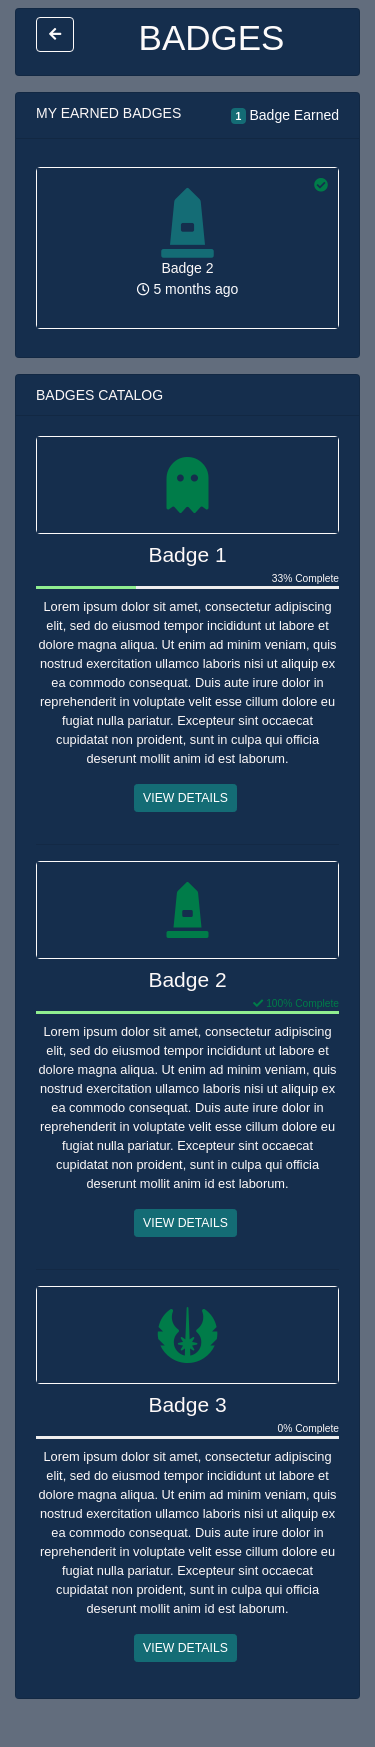 BADGES
MY EARNED BADGES
1 Badge Earned
Badge 2
5 months ago
BADGES CATALOG
Badge 1
33% Complete
Lorem ipsum dolor sit amet, consectetur adipiscing
elit, sed do eiusmod tempor incididunt ut labore et
dolore magna aliqua. Ut enim ad minim veniam, quis
nostrud exercitation ullamco laboris nisi ut aliquip ex
ea commodo consequat. Duis aute irure dolor in
reprehenderit in voluptate velit esse cillum dolore eu
fugiat nulla pariatur. Excepteur sint occaecat
cupidatat non proident, sunt in culpa qui officia
deserunt mollit anim id est laborum.
VIEW DETAILS
Badge 2
100% Complete
Lorem ipsum dolor sit amet, consectetur adipiscing
elit, sed do eiusmod tempor incididunt ut labore et
dolore magna aliqua. Ut enim ad minim veniam, quis
nostrud exercitation ullamco laboris nisi ut aliquip ex
ea commodo consequat. Duis aute irure dolor in
reprehenderit in voluptate velit esse cillum dolore eu
fugiat nulla pariatur. Excepteur sint occaecat
cupidatat non proident, sunt in culpa qui officia
deserunt mollit anim id est laborum.
VIEW DETAILS
Badge 3
0% Complete
Lorem ipsum dolor sit amet, consectetur adipiscing
elit, sed do eiusmod tempor incididunt ut labore et
dolore magna aliqua. Ut enim ad minim veniam, quis
nostrud exercitation ullamco laboris nisi ut aliquip ex
ea commodo consequat. Duis aute irure dolor in
reprehenderit in voluptate velit esse cillum dolore eu
fugiat nulla pariatur. Excepteur sint occaecat
cupidatat non proident, sunt in culpa qui officia
deserunt mollit anim id est laborum.
VIEW DETAILS